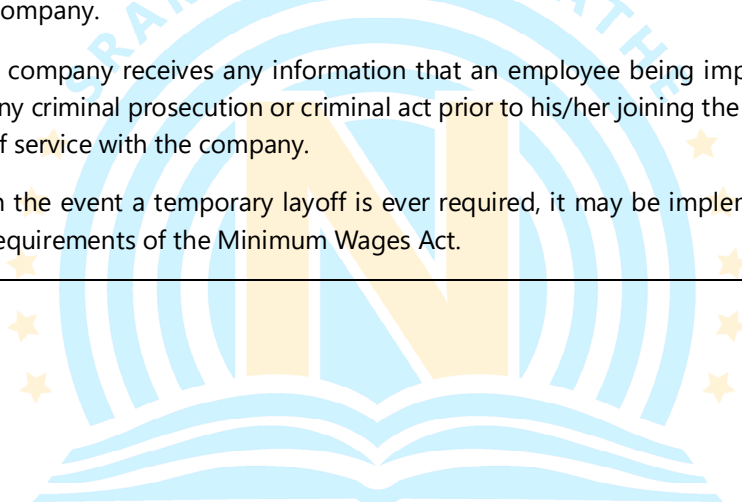 ompany.
company receives any information that an employee being imp
ny criminal prosecution or criminal act prior to his/her joining the
f service with the company.
n the event a temporary layoff is ever required, it may be implen
equirements of the Minimum Wages Act.
N